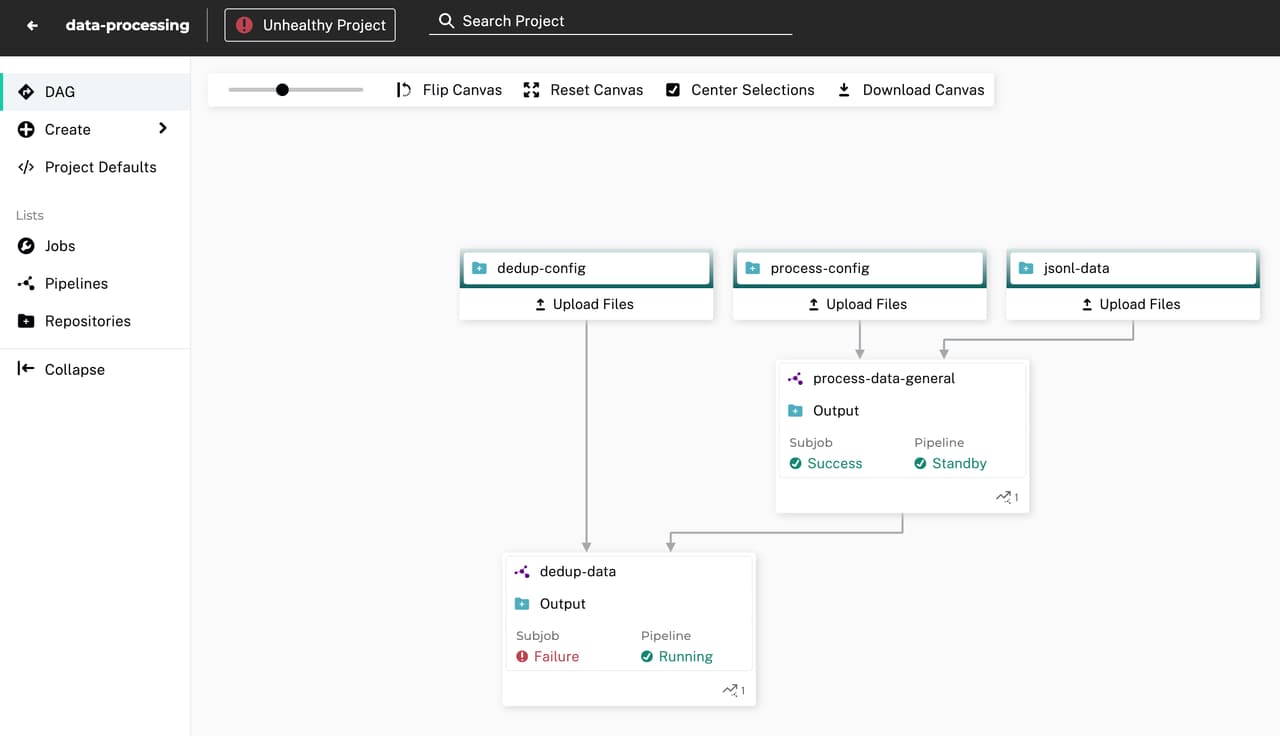 data-processing
Unhealthy Project
Search Project
DAG
Create
Project Defaults
Lists
Jobs
Pipelines
Repositories
Collapse
Flip Canvas
Reset Canvas
Center Selections
Download Canvas
dedup-config
Upload Files
process-config
Upload Files
jsonl-data
Upload Files
process-data-general
Output
Subjob Pipeline
Success Standby
1
dedup-data
Output
Subjob Pipeline
Failure Running
1